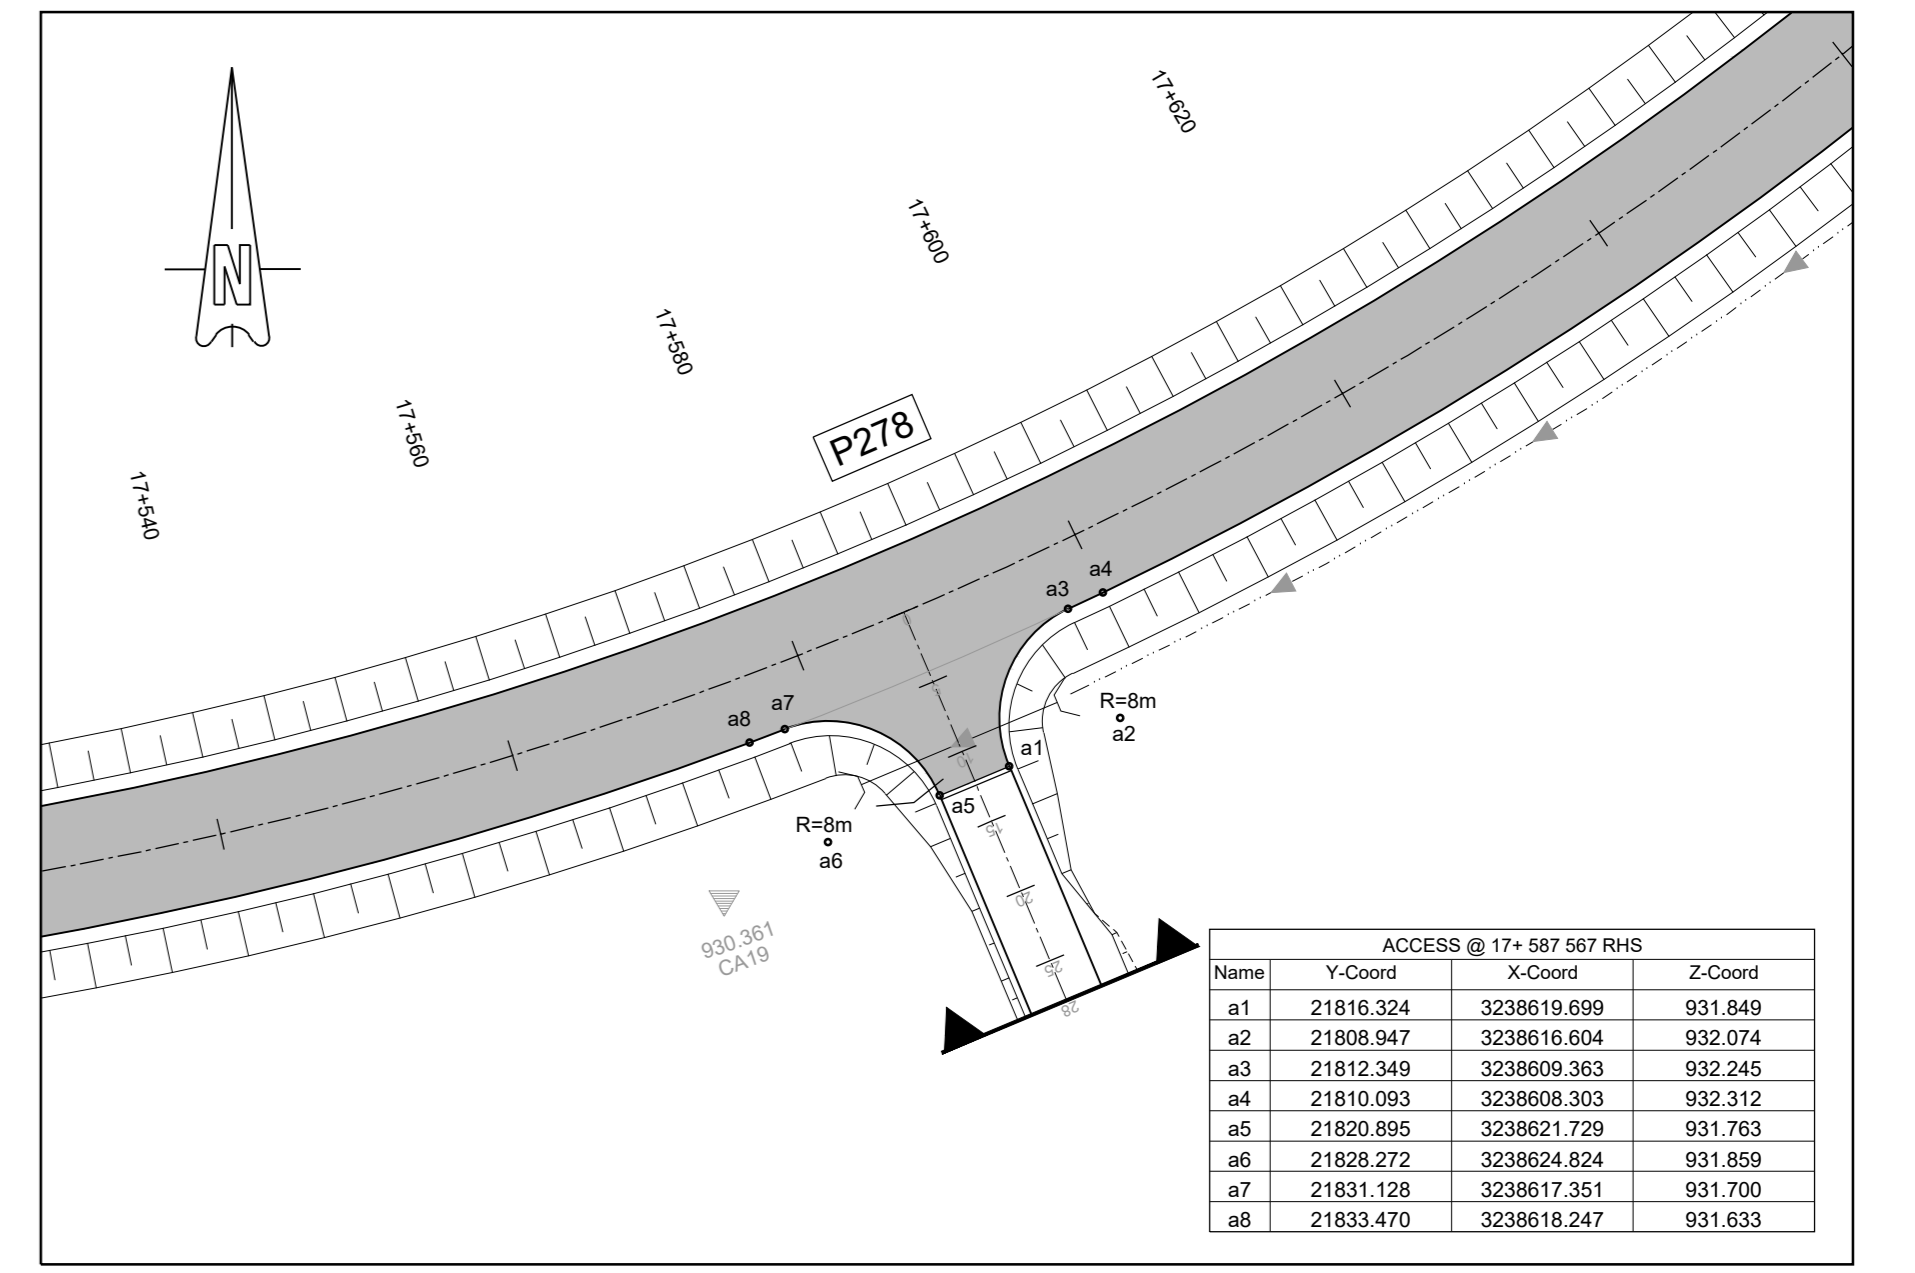 17+620
17+600
N
17+580
17+560
P278
17+540
a4
a3
0
5
R=8m
a2
a7
a8
a1
10
a5
15
R=8m
a6
20
930.361
CA19
25
28
ACCESS @ 17+ 587 567 RHS
Name Y-Coord X-Coord Z-Coord
a1 21816.324 3238619.699 931.849
a2 21808.947 3238616.604 932.074
a3 21812.349 3238609.363 932.245
a4 21810.093 3238608.303 932.312
a5 21820.895 3238621.729 931.763
a6 21828.272 3238624.824 931.859
a7 21831.128 3238617.351 931.700
a8 21833.470 3238618.247 931.633